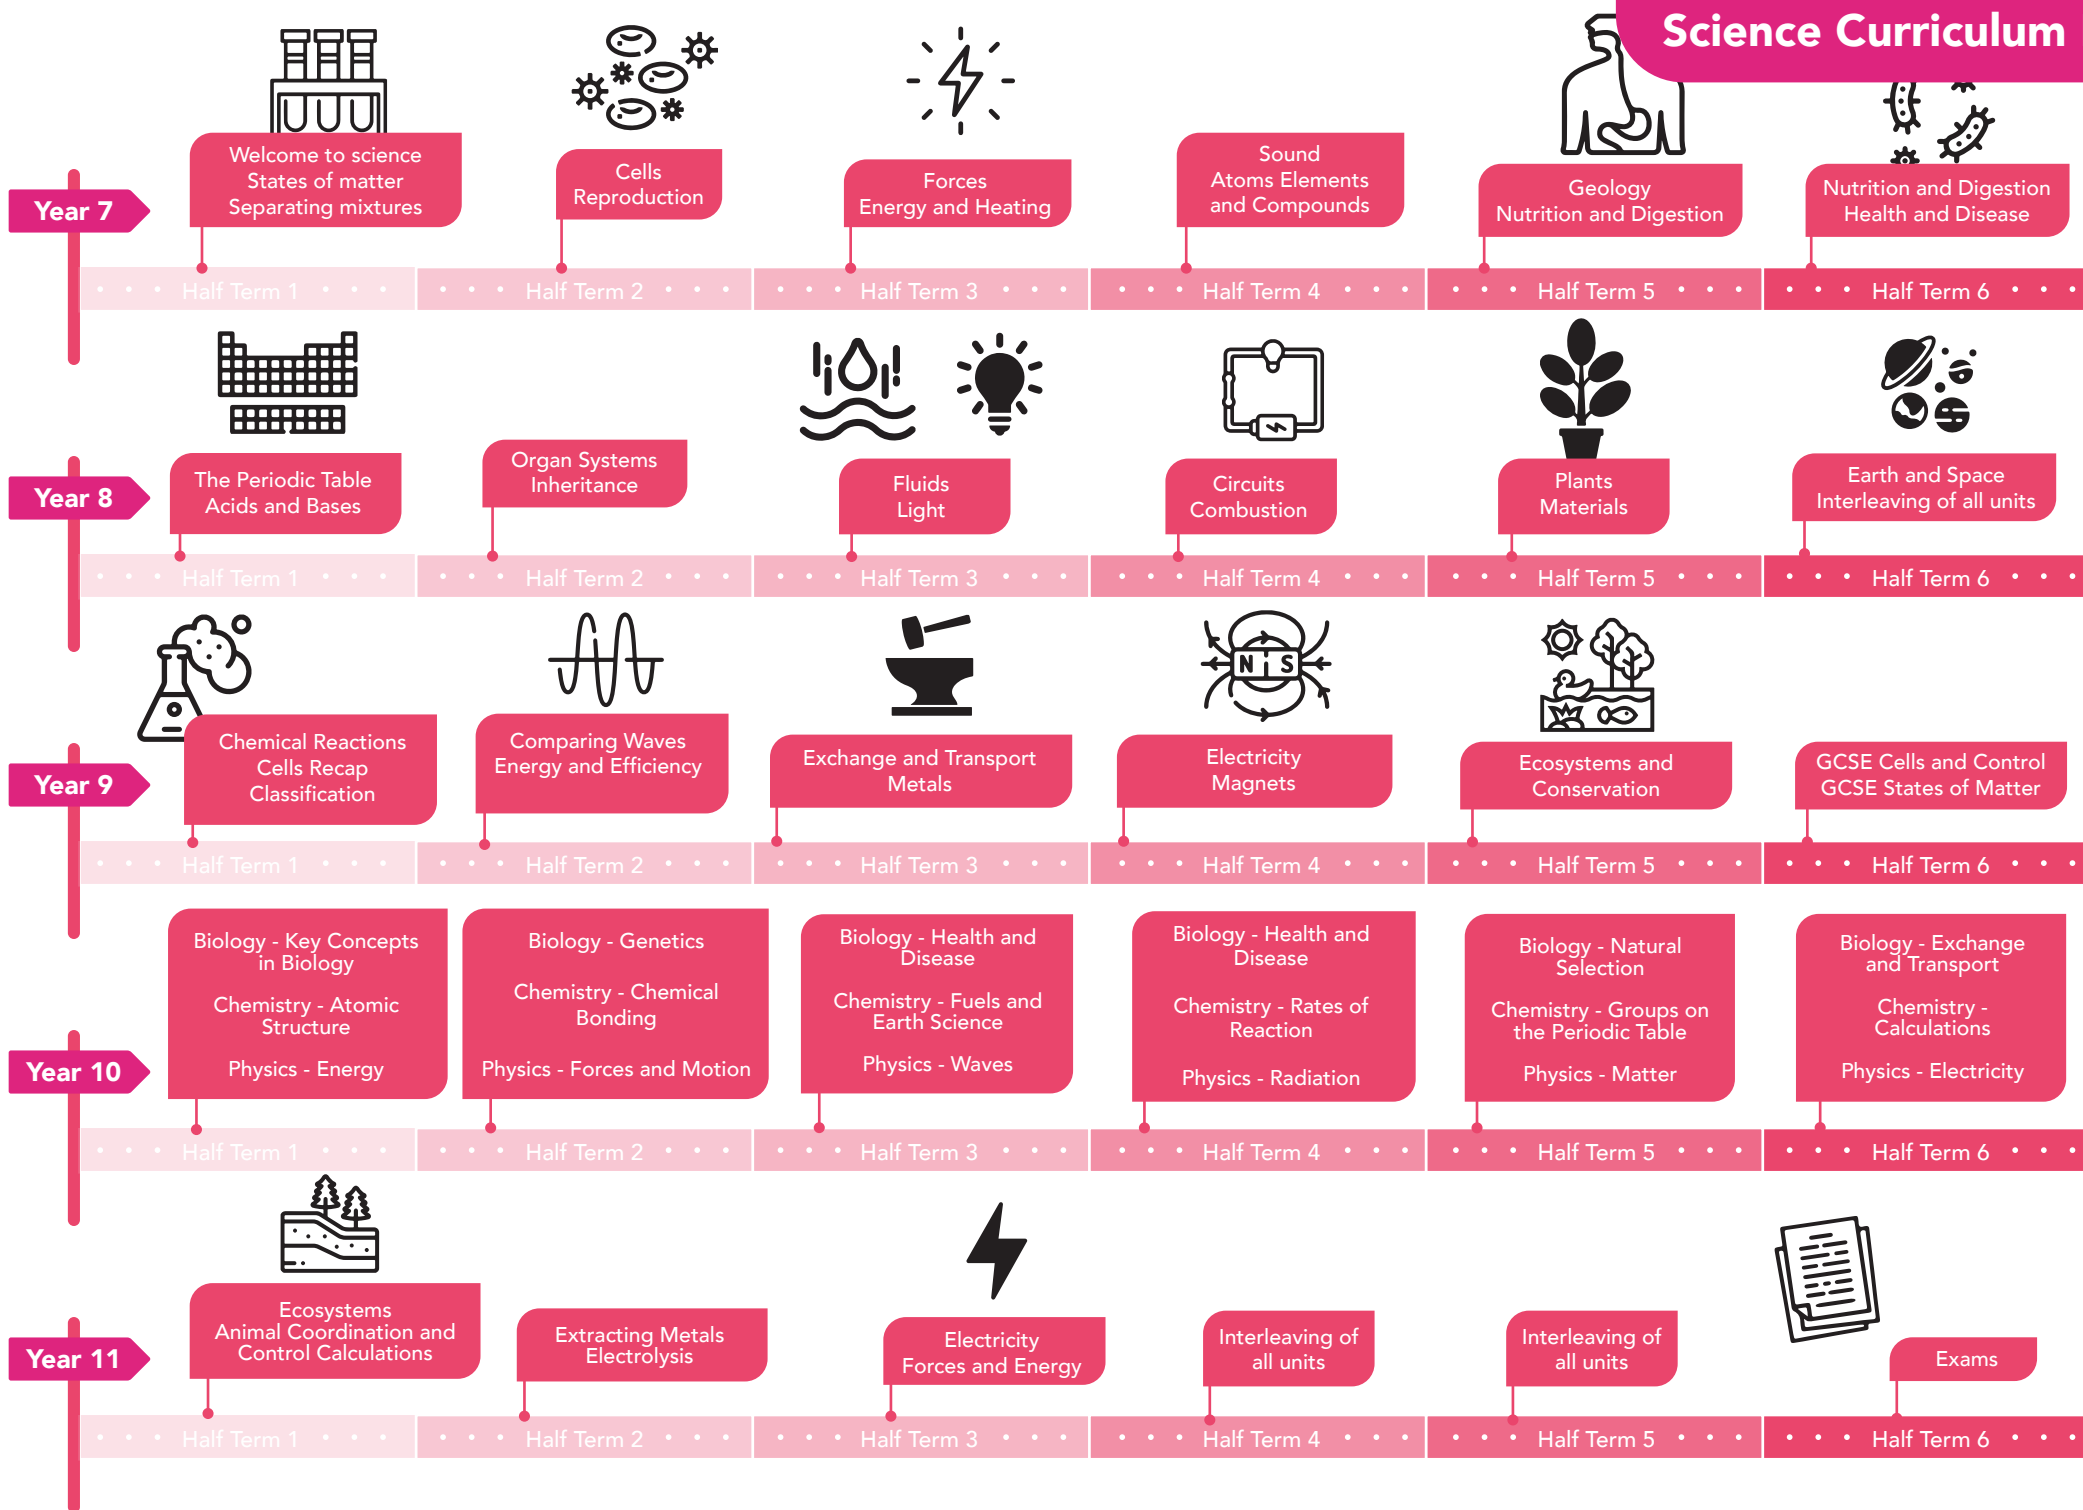 Science Curriculum
Year 7
Welcome to science
States of matter
Separating mixtures
Cells
Reproduction
Forces
Energy and Heating
Sound
Atoms Elements
and Compounds
Geology
Nutrition and Digestion
Nutrition and Digestion
Health and Disease
Half Term 1
Half Term 2
Half Term 3
Half Term 4
Half Term 5
Half Term 6
Year 8
The Periodic Table
Acids and Bases
Organ Systems
Inheritance
Fluids
Light
Circuits
Combustion
Plants
Materials
Earth and Space
Interleaving of all units
Half Term 1
Half Term 2
Half Term 3
Half Term 4
Half Term 5
Half Term 6
N S
Year 9
Chemical Reactions
Cells Recap
Classification
Comparing Waves
Energy and Efficiency
Exchange and Transport
Metals
Electricity
Magnets
Ecosystems and
Conservation
GCSE Cells and Control
GCSE States of Matter
Half Term 1
Half Term 2
Half Term 3
Half Term 4
Half Term 5
Half Term 6
Year 10
Biology - Key Concepts
in Biology
Chemistry - Atomic
Structure
Physics - Energy
Biology - Genetics
Chemistry - Chemical
Bonding
Physics - Forces and Motion
Biology - Health and
Disease
Chemistry - Fuels and
Earth Science
Physics - Waves
Biology - Health and
Disease
Chemistry - Rates of
Reaction
Physics - Radiation
Biology - Natural
Selection
Chemistry - Groups on
the Periodic Table
Physics - Matter
Biology - Exchange
and Transport
Chemistry -
Calculations
Physics - Electricity
Half Term 1
Half Term 2
Half Term 3
Half Term 4
Half Term 5
Half Term 6
Year 11
Ecosystems
Animal Coordination and
Control Calculations
Extracting Metals
Electrolysis
Electricity
Forces and Energy
Interleaving of
all units
Interleaving of
all units
Exams
Half Term 1
Half Term 2
Half Term 3
Half Term 4
Half Term 5
Half Term 6